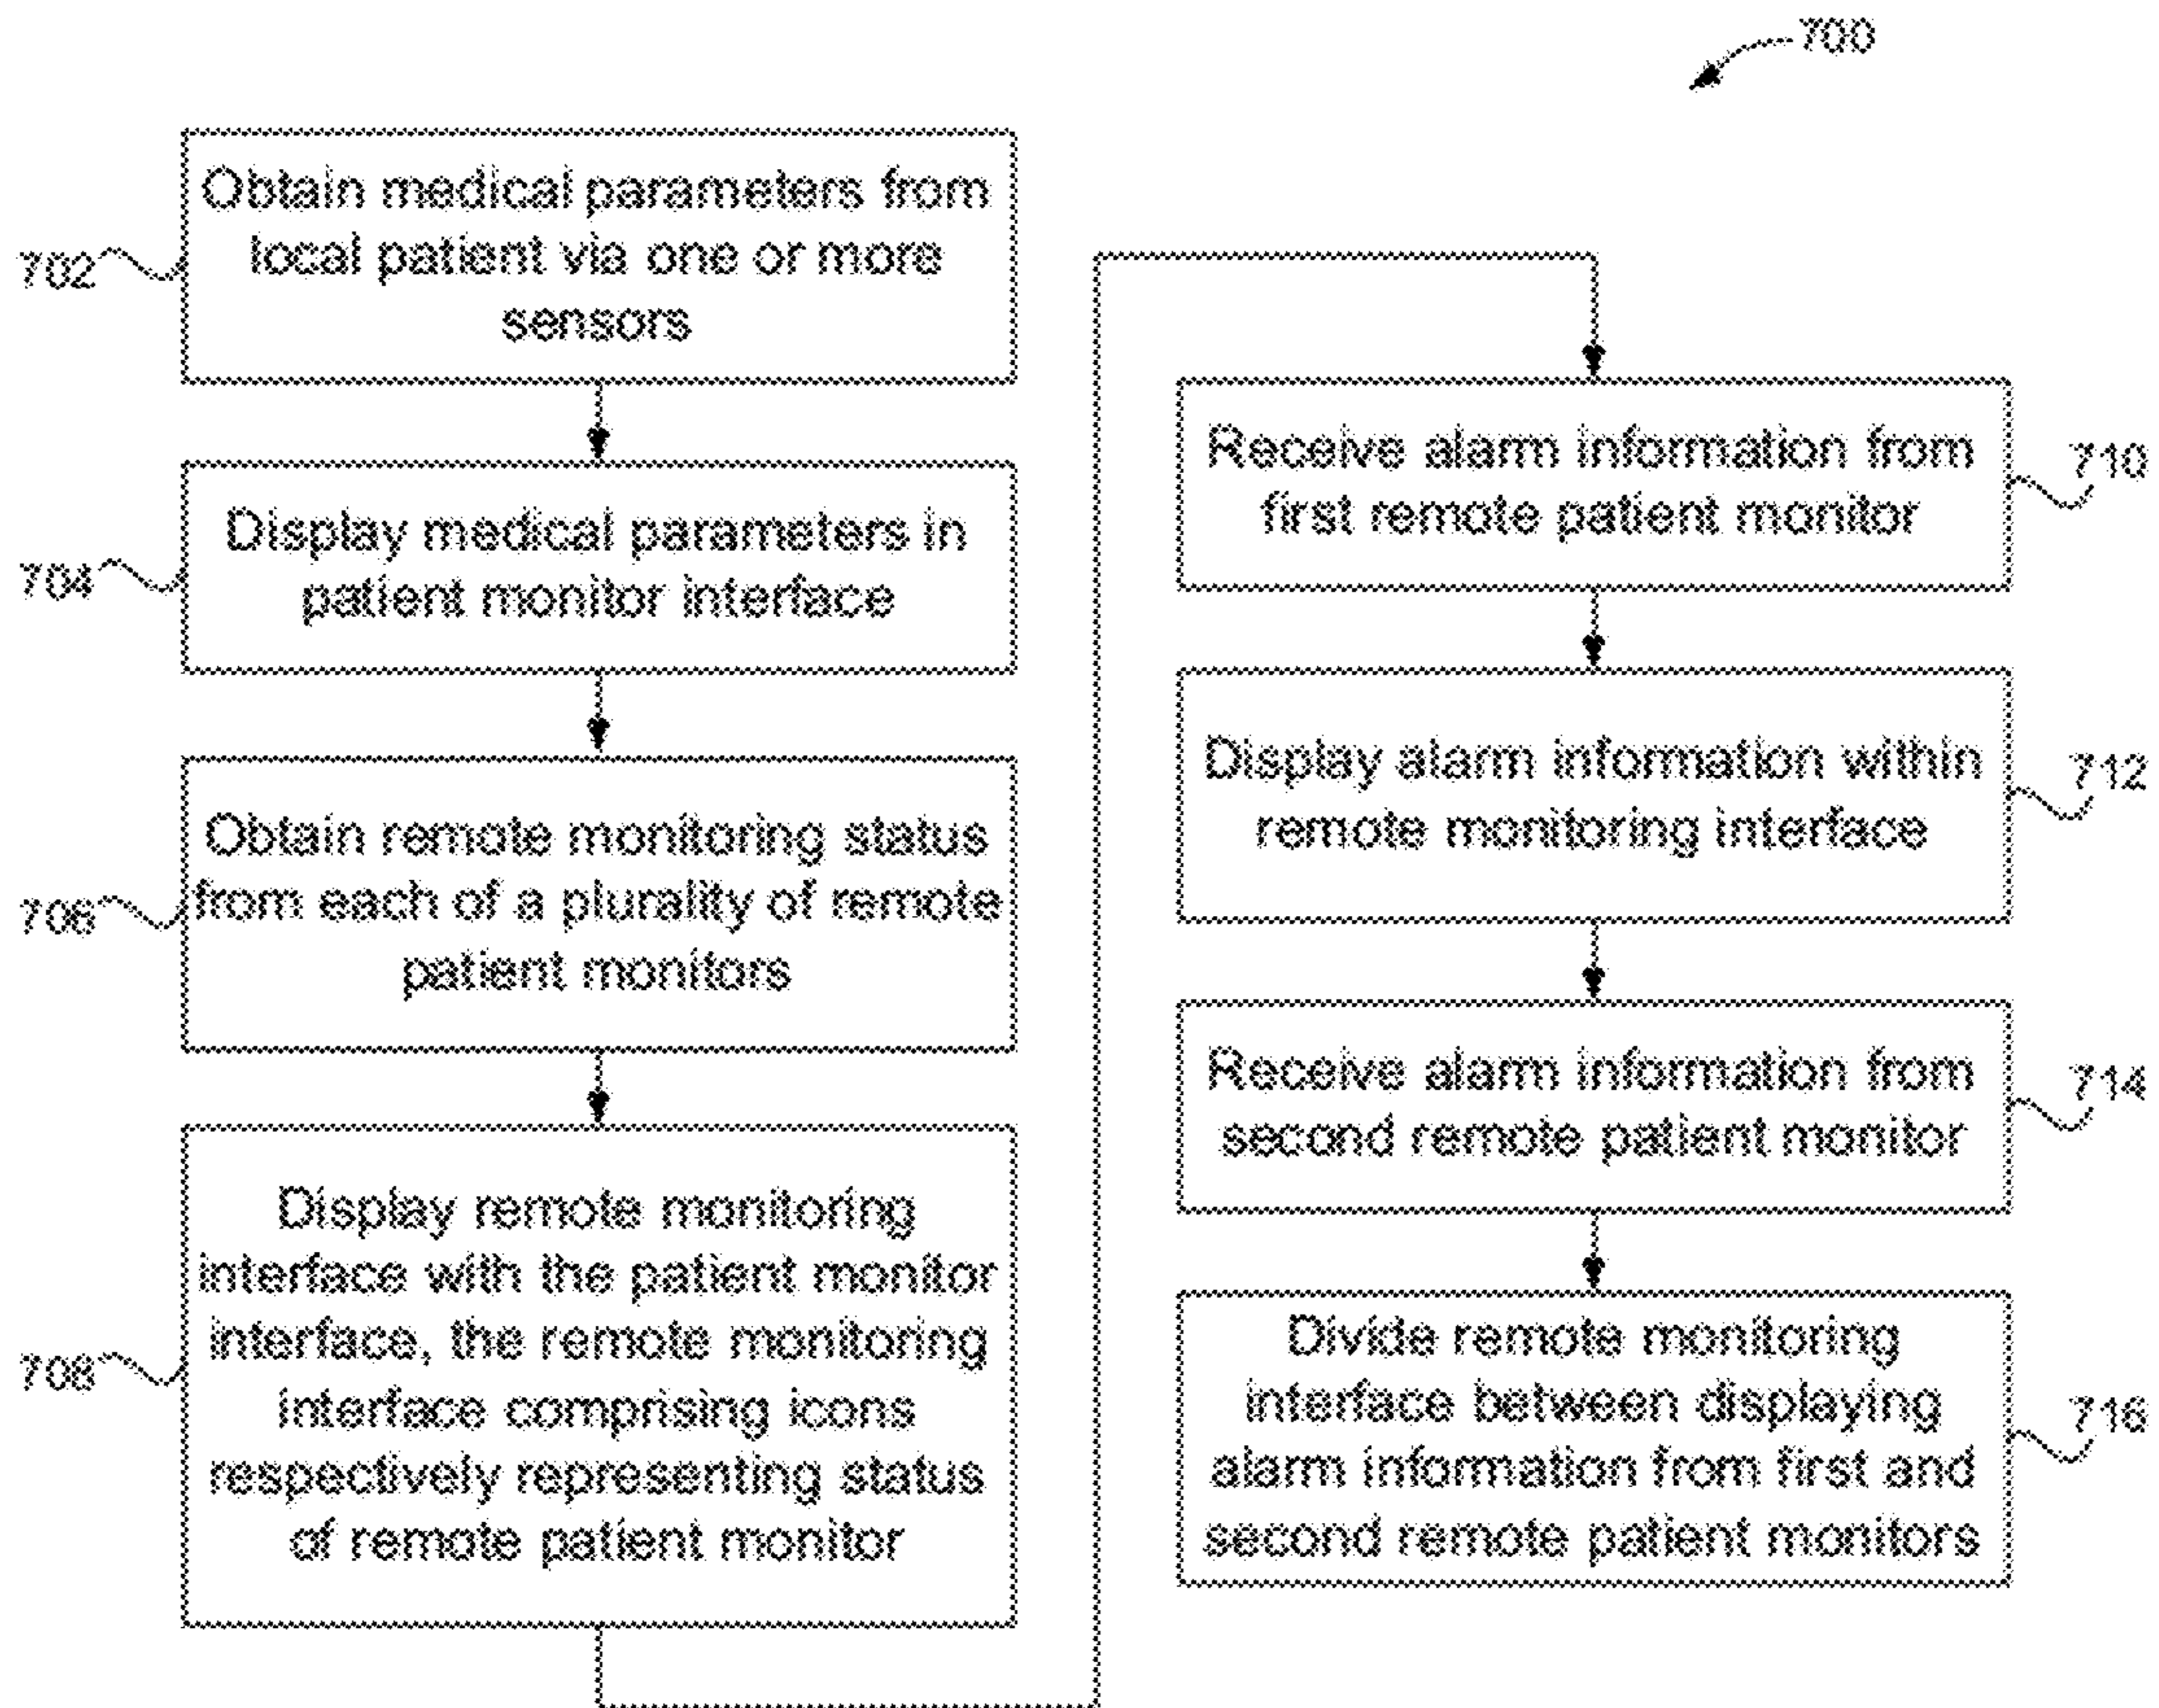 700
702
Obtain medical parameters from
local patient via one or more
sensors
704
Display medical parameters in
patient monitor interface
706
Obtain remote monitoring status
from each of a plurality of remote
patient monitors
708
Display remote monitoring
interface with the patient monitor
interface, the remote monitoring
interface comprising icons
respectively representing status
of remote patient monitor
Receive alarm information from
first remote patient monitor
710
Display alarm information within
remote monitoring interface
712
Receive alarm information from
second remote patient monitor
714
Divide remote monitoring
interface between displaying
alarm information from first and
second remote patient monitors
716